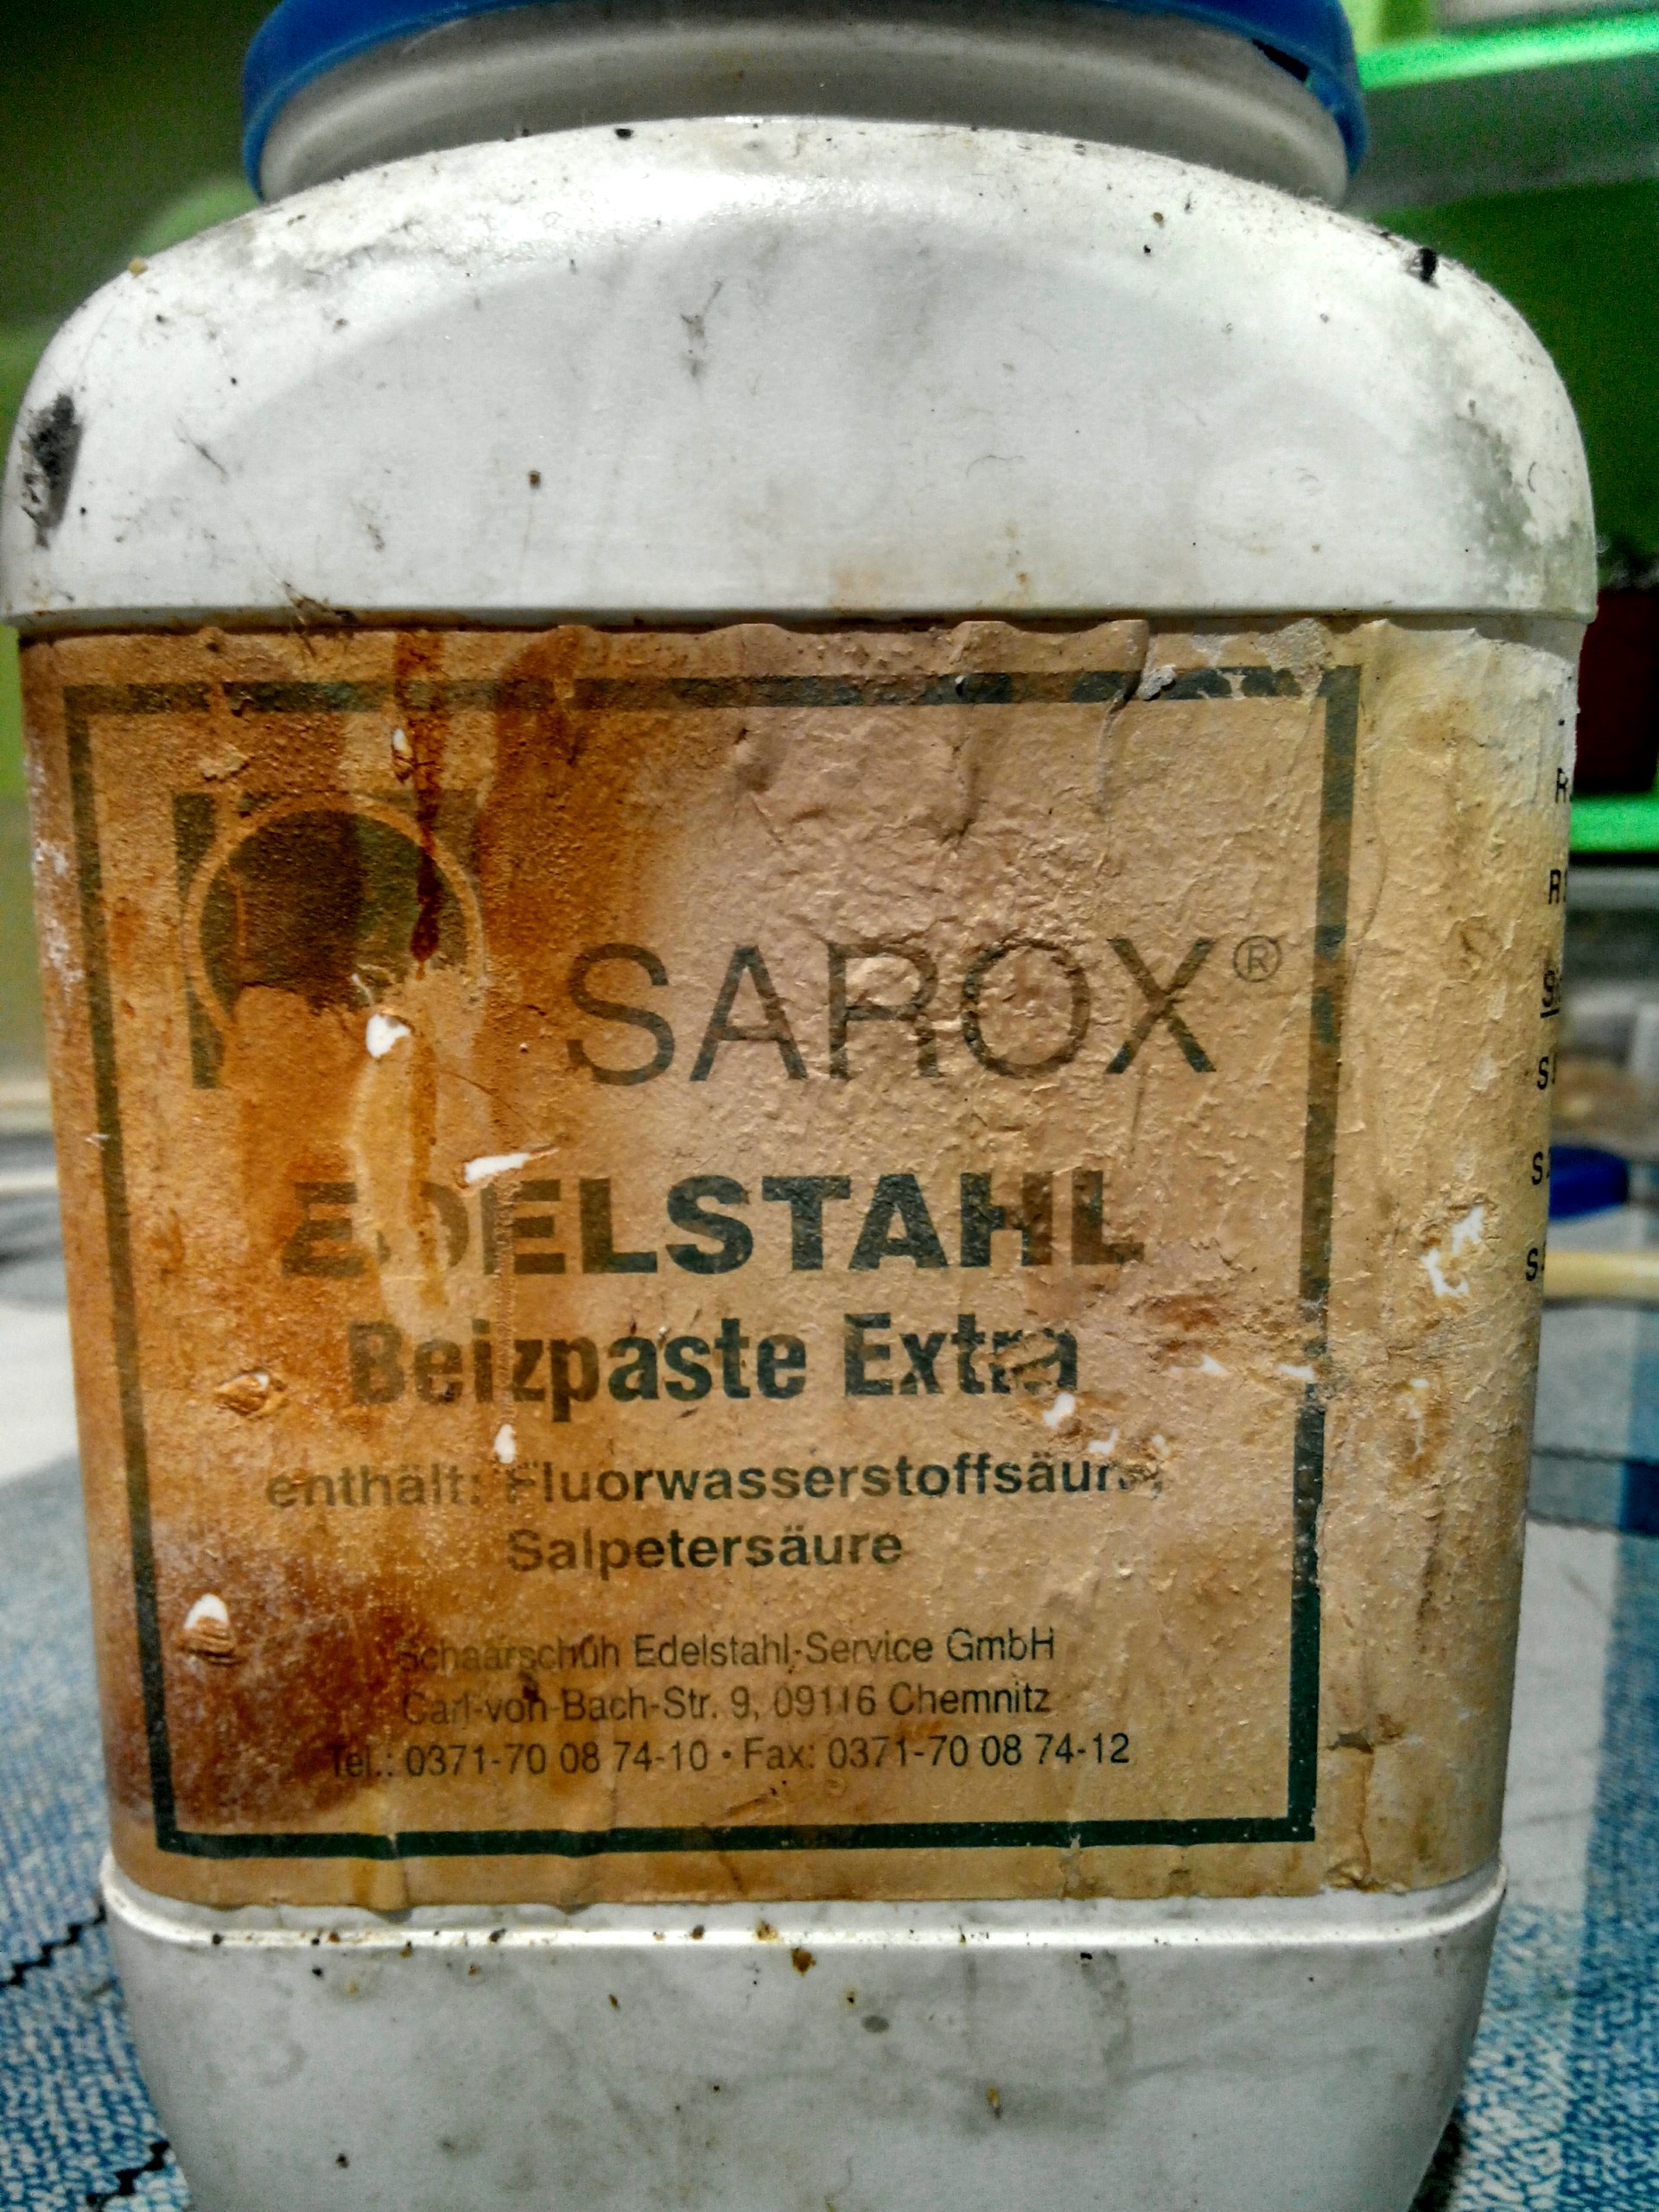 SAROX®
EDELSTAHL
Beizpaste Extra
enthält: Fluorwasserstoffsäure,
Salpetersäure
Schaarschüh Edelstahl-Service GmbH
Carl-von-Bach-Str. 9, 09116 Chemnitz
Tel.: 0371-70 08 74-10 • Fax: 0371-70 08 74-12